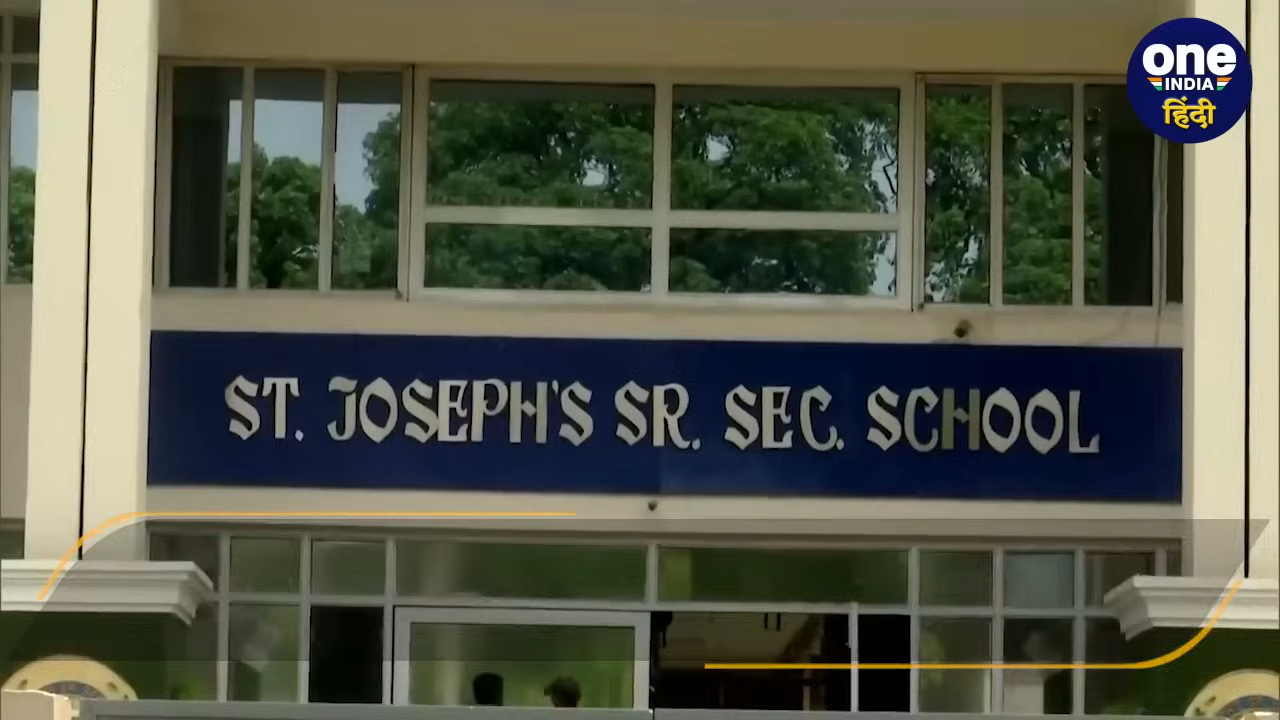 one
INDIA
हिंदी
ST. JOSEPH'S SR. SEC. SCHOOL